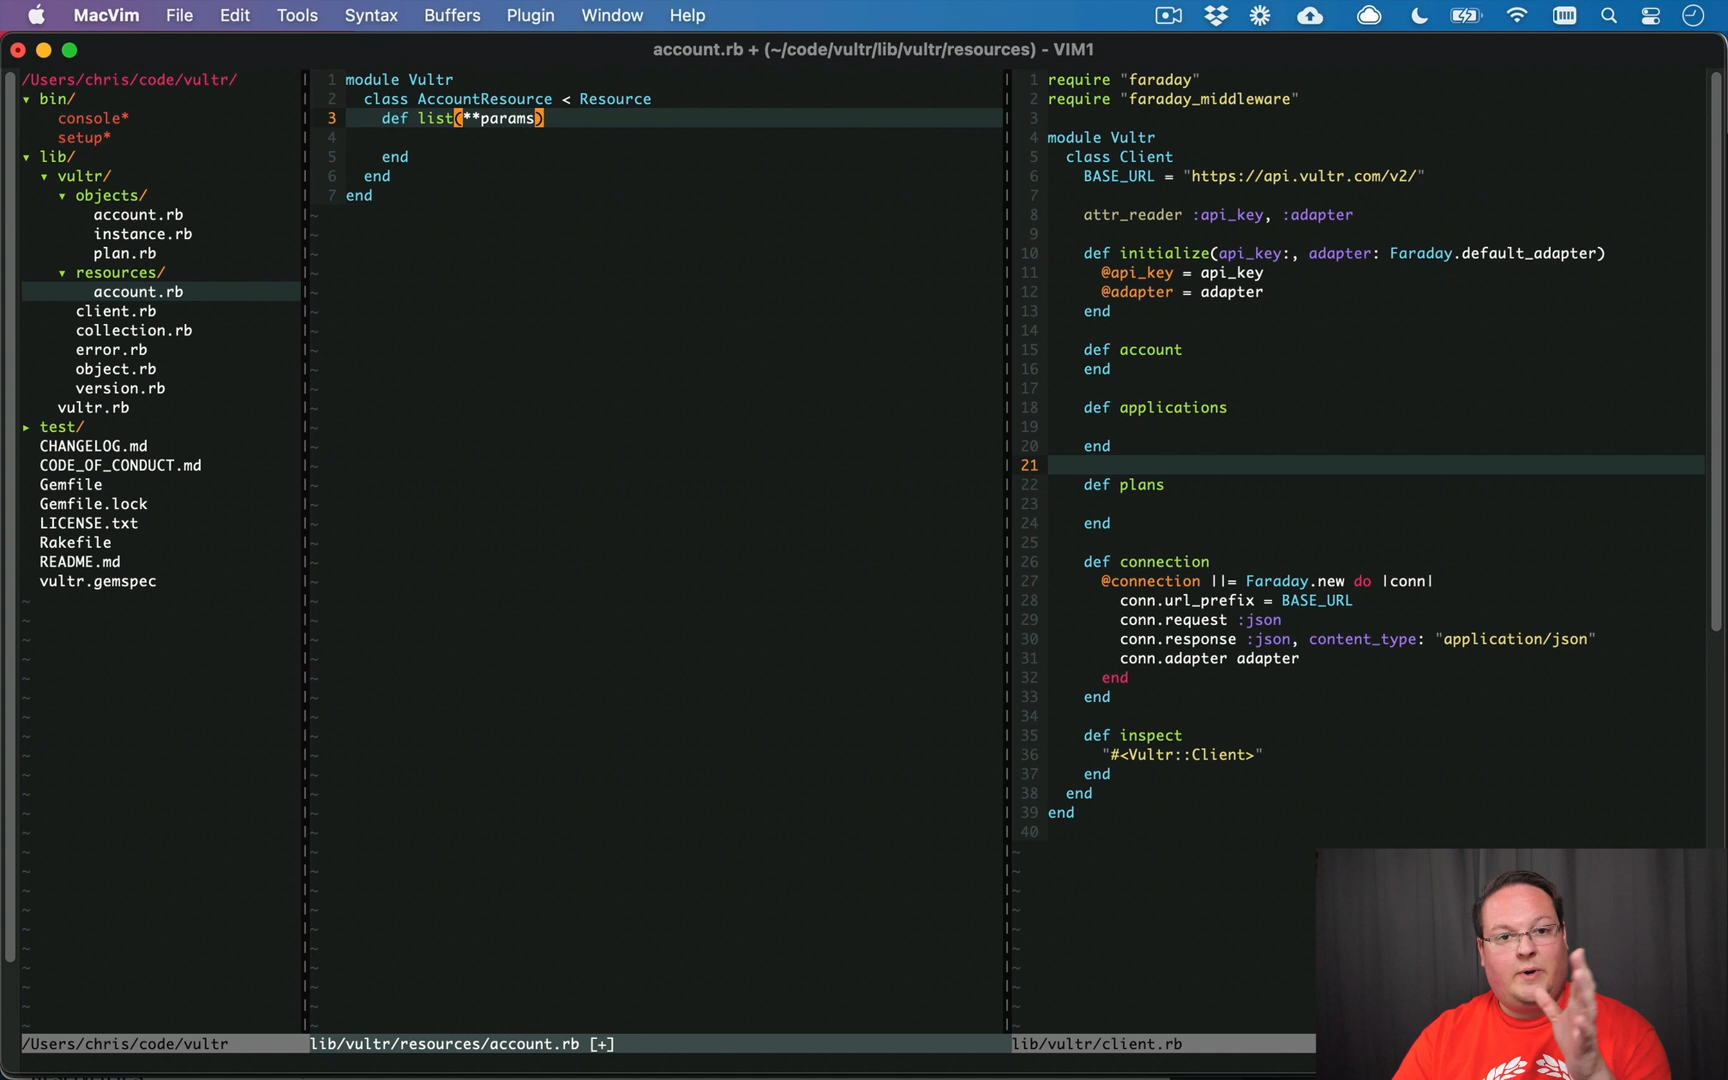 MacVim File Edit Tools Syntax Buffers Plugin Window Help
account.rb + (~/code/vultr/lib/vultr/resources) - VIM1
/Users/chris/code/vultr/
▾ bin/
console*
setup*
▾ lib/
▾ vultr/
▾ objects/
account.rb
instance.rb
plan.rb
▾ resources/
account.rb
client.rb
collection.rb
error.rb
object.rb
version.rb
vultr.rb
▸ test/
CHANGELOG.md
CODE_OF_CONDUCT.md
Gemfile
Gemfile.lock
LICENSE.txt
Rakefile
README.md
vultr.gemspec
/Users/chris/code/vultr
1 module Vultr
2 class AccountResource < Resource
3 def list(**params)
4
5 end
6 end
7 end
lib/vultr/resources/account.rb [+]
1 require "faraday"
2 require "faraday_middleware"
3
4 module Vultr
5 class Client
6 BASE_URL = "https://api.vultr.com/v2/"
7
8 attr_reader :api_key, :adapter
9
10 def initialize(api_key:, adapter: Faraday.default_adapter)
11 @api_key = api_key
12 @adapter = adapter
13 end
14
15 def account
16 end
17
18 def applications
19
20 end
21
22 def plans
23
24 end
25
26 def connection
27 @connection ||= Faraday.new do |conn|
28 conn.url_prefix = BASE_URL
29 conn.request :json
30 conn.response :json, content_type: "application/json"
31 conn.adapter adapter
32 end
33 end
34
35 def inspect
36 "#<Vultr::Client>"
37 end
38 end
39 end
40
lib/vultr/client.rb